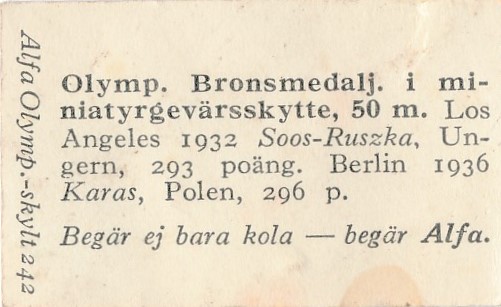 Olymp. Bronsmedalj. i mi-
niatyrgevärsskytte, 50 m. Los
Angeles 1932 Soos-Ruszka, Un-
gern, 293 poäng. Berlin 1936
Karas, Polen, 296 p.
Begär ej bara kola — begär Alfa.
Alfa Olymp.-skylt 242